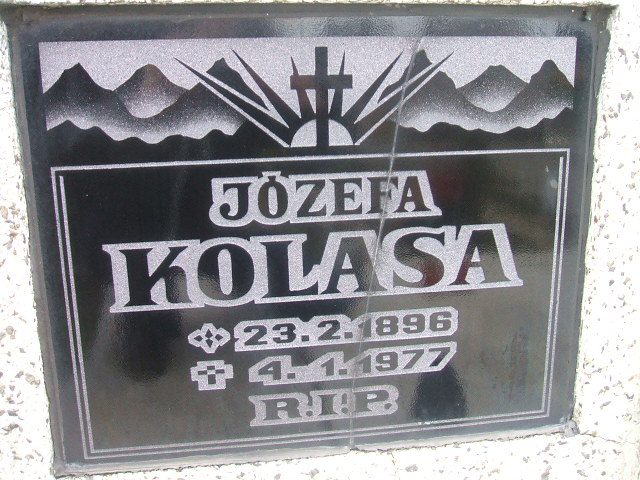 JÓZEFA
KOLASA
23.2.1896
4.1.1977
R.I.P.